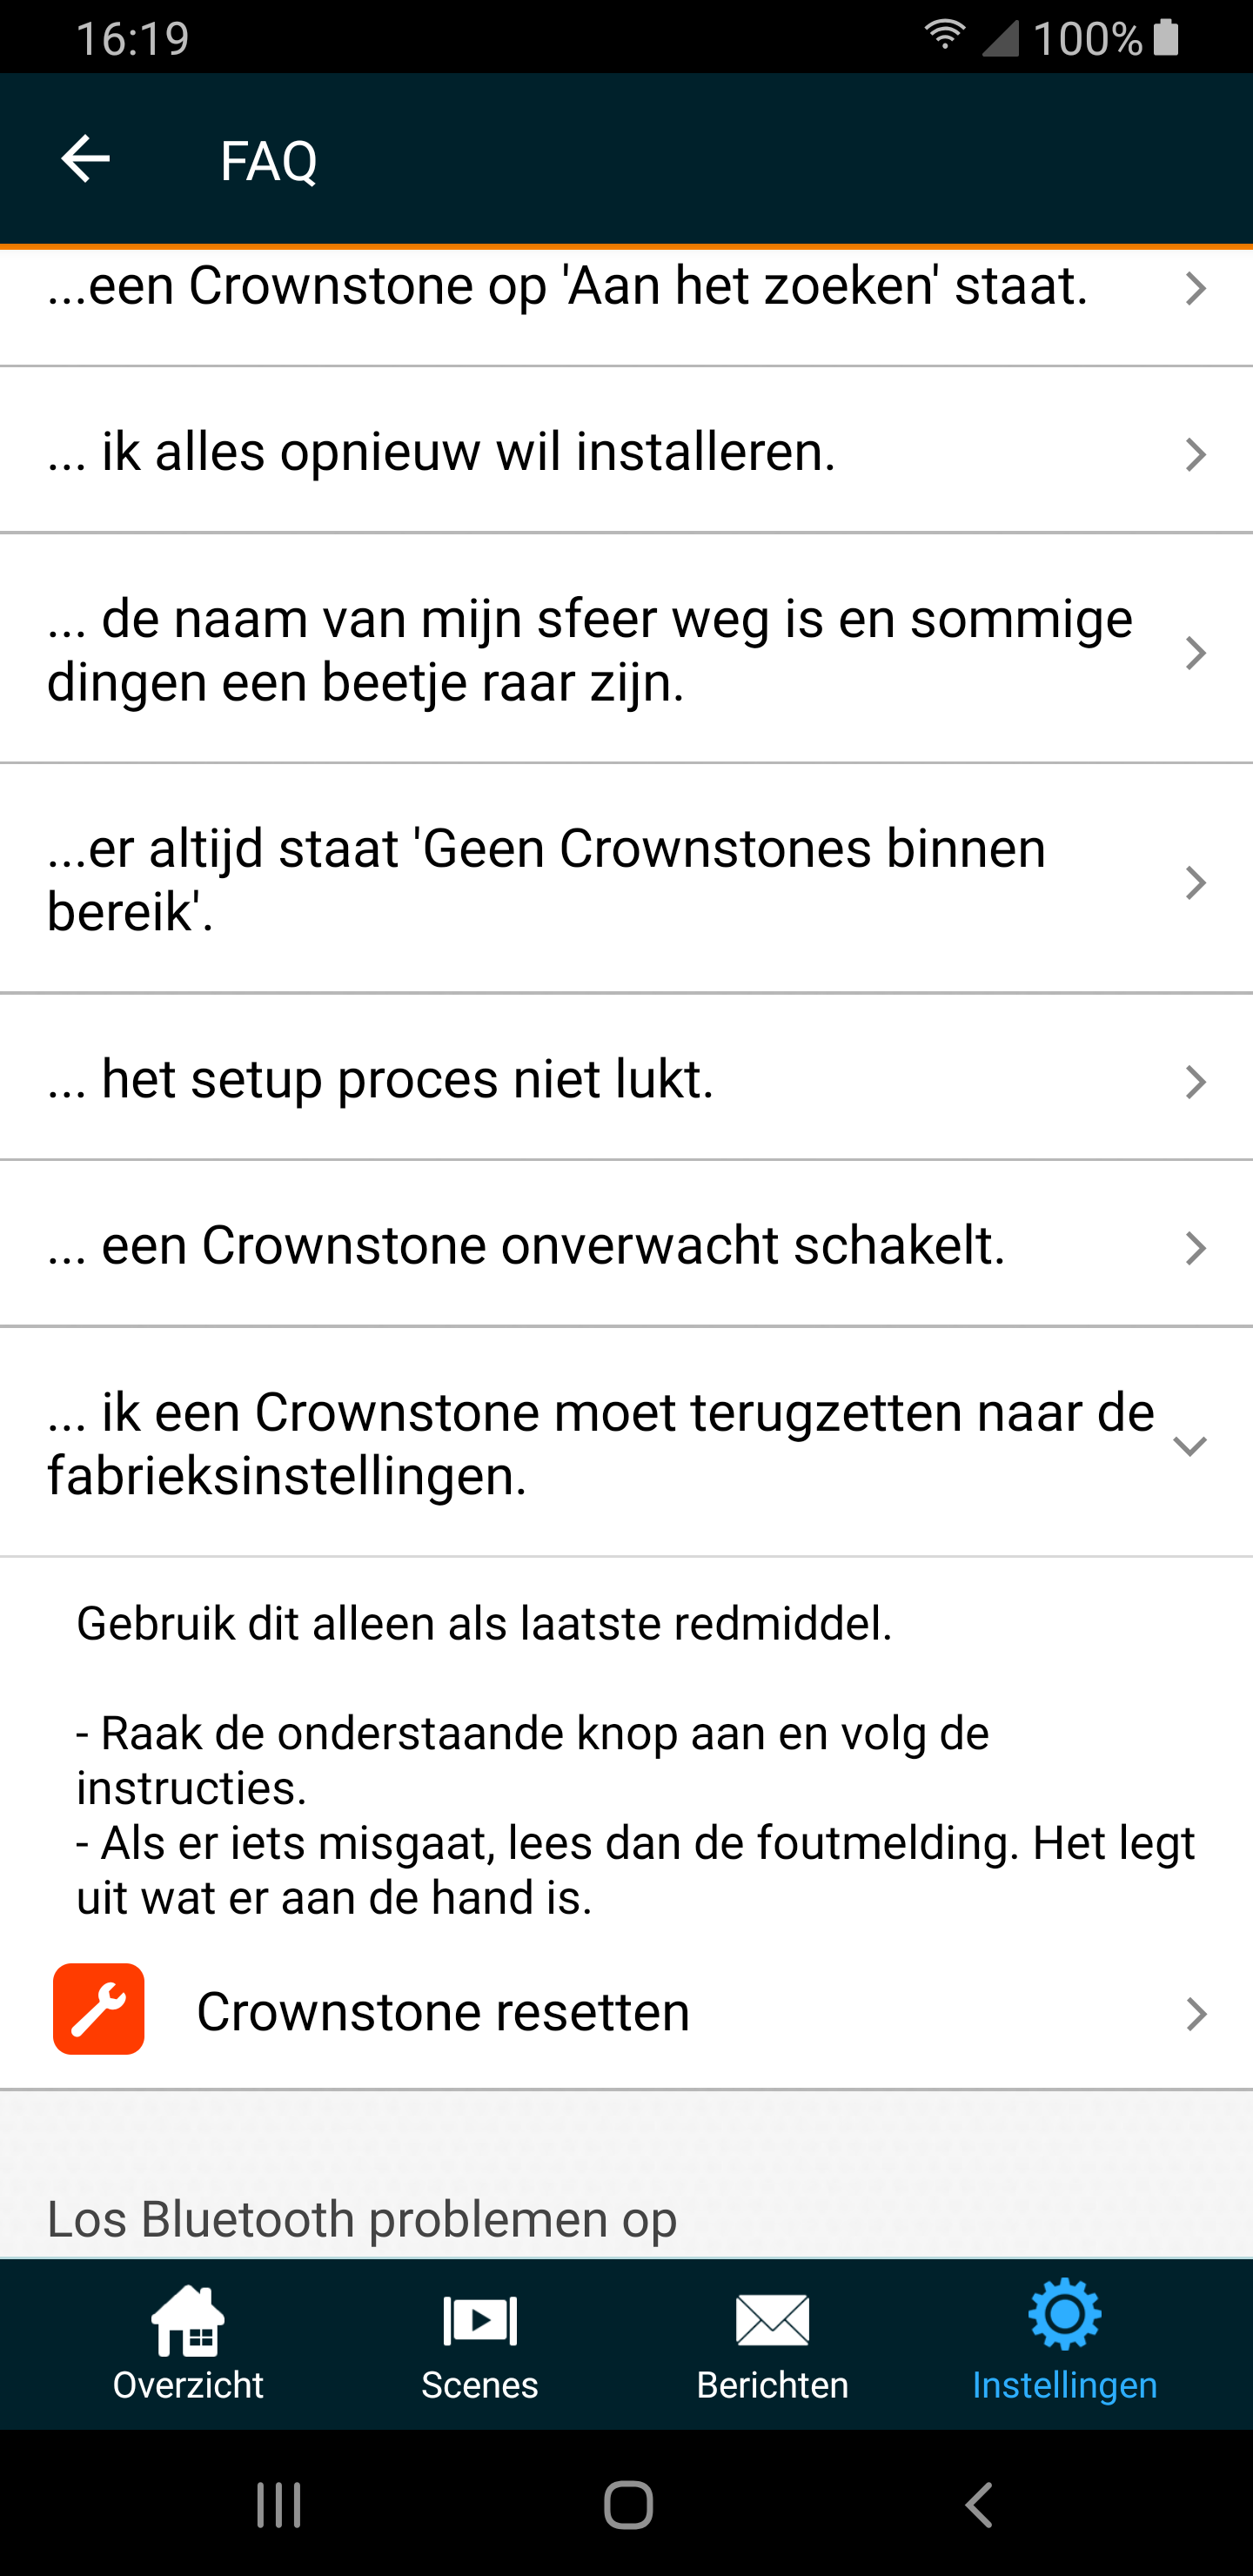 16:19
100%
FAQ
...een Crownstone op 'Aan het zoeken' staat.
... ik alles opnieuw wil installeren.
... de naam van mijn sfeer weg is en sommige
dingen een beetje raar zijn.
...er altijd staat 'Geen Crownstones binnen
bereik'.
... het setup proces niet lukt.
... een Crownstone onverwacht schakelt.
... ik een Crownstone moet terugzetten naar de
fabrieksinstellingen.
Gebruik dit alleen als laatste redmiddel.
- Raak de onderstaande knop aan en volg de
instructies.
- Als er iets misgaat, lees dan de foutmelding. Het legt
uit wat er aan de hand is.
Crownstone resetten
Los Bluetooth problemen op
Overzicht
Scenes
Berichten
Instellingen